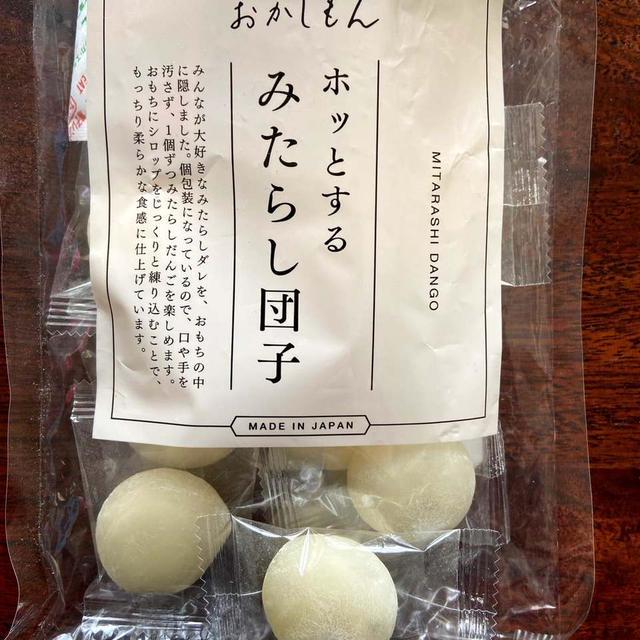 おかしもん
MITARASHI DANGO
ホッとする
みたらし団子
みんなが大好きなみたらしダレを、おもちの中
に隠しました。個包装になっているので、口や手を
汚さず、1個ずつみたらしだんごを楽しめます。
おもちにシロップをじっくりと練り込むことで、
もっちり柔らかな食感に仕上げています。
MADE IN JAPAN